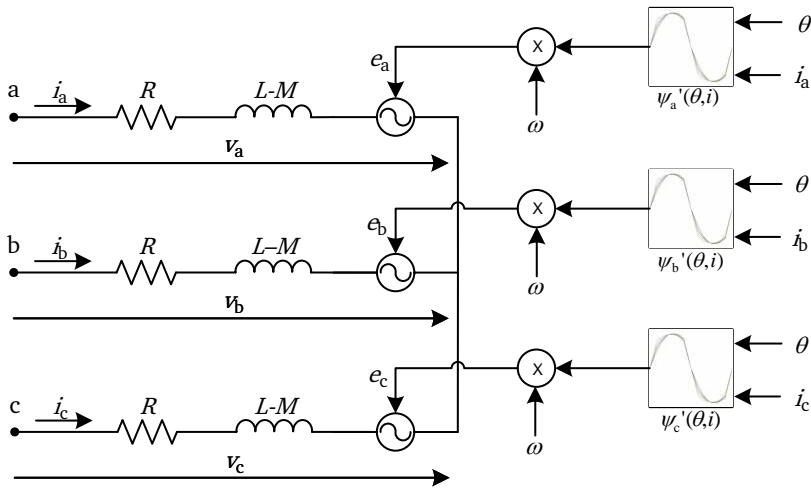 θ
a
i_a
R
L-M
e_a
X
i_a
ω
ψ_a'(θ,i)
v_a
θ
b
i_b
R
L–M
e_b
X
i_b
ω
ψ_b'(θ,i)
v_b
θ
c
i_c
R
L-M
e_c
X
i_c
ω
ψ_c'(θ,i)
v_c